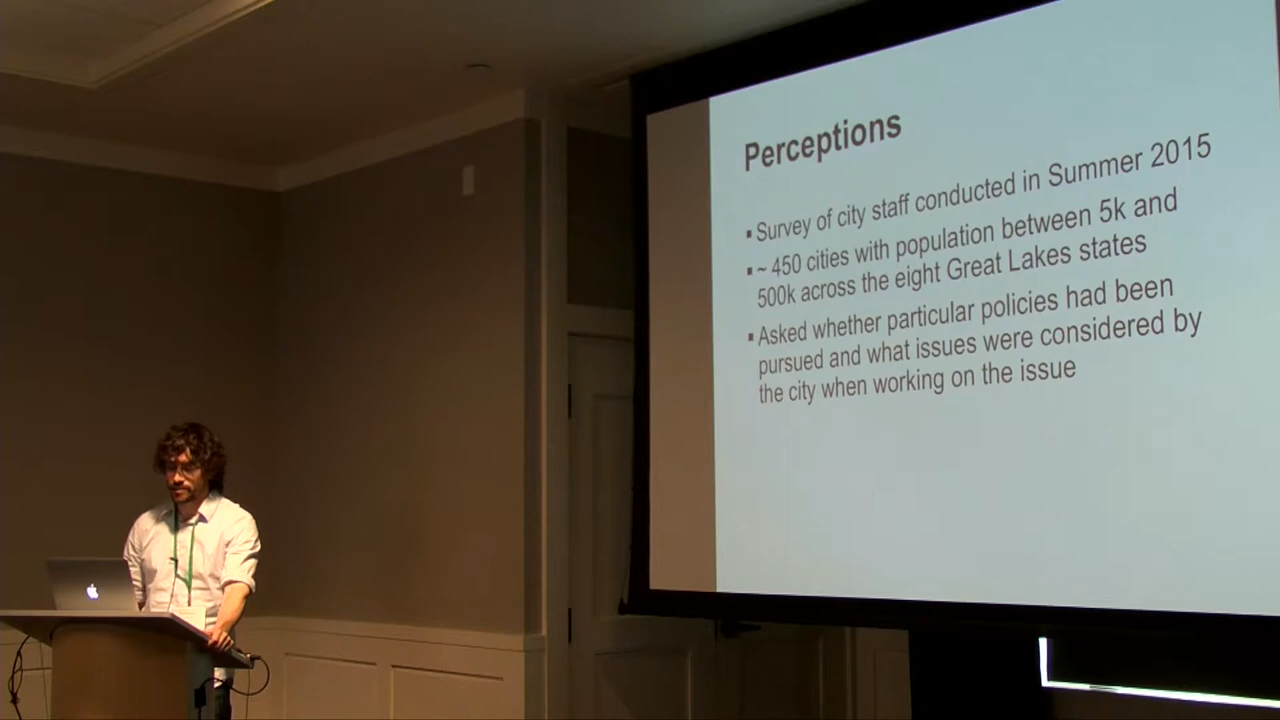 Perceptions
▪ Survey of city staff conducted in Summer 2015
▪ ~ 450 cities with population between 5k and
500k across the eight Great Lakes states
▪ Asked whether particular policies had been
pursued and what issues were considered by
the city when working on the issue